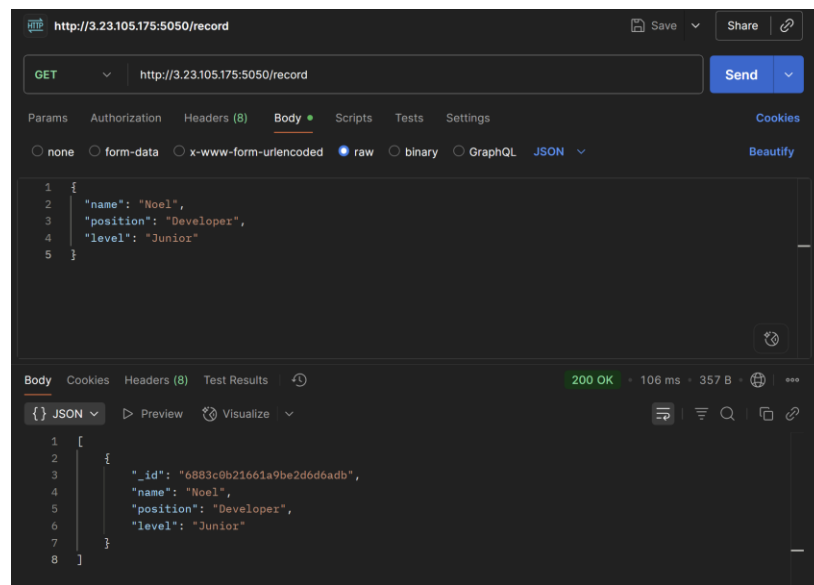 HTTP http://3.23.105.175:5050/record Save Share
GET http://3.23.105.175:5050/record Send
Params Authorization Headers (8) Body Scripts Tests Settings Cookies
none form-data x-www-form-urlencoded raw binary GraphQL JSON Beautify
1 {
2 "name": "Noel",
3 "position": "Developer",
4 "level": "Junior"
5 }
Body Cookies Headers (8) Test Results 200 OK 106 ms 357 B
{} JSON Preview Visualize
1 [
2 {
3 "_id": "6883c0b21661a9be2d6d6adb",
4 "name": "Noel",
5 "position": "Developer",
6 "level": "Junior"
7 }
8 ]